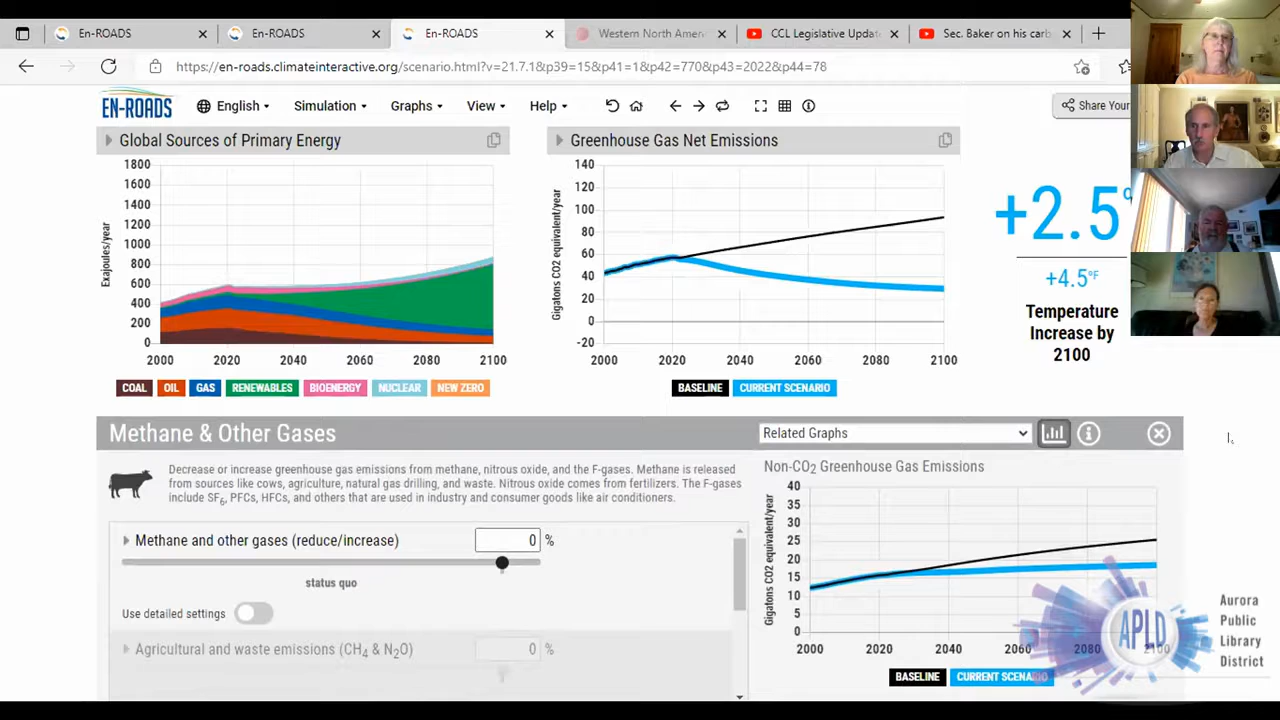 En-ROADS
En-ROADS
En-ROADS
Western North Amer
CCL Legislative Updat
Sec. Baker on his carb
https://en-roads.climateinteractive.org/scenario.html?v=21.7.1&p39=15&p41=1&p42=770&p43=2022&p44=78
EN-ROADS
English
Simulation
Graphs
View
Help
Share Your
Global Sources of Primary Energy
1800
1600
1400
1200
1000
800
600
400
200
0
Exajoules/year
2000 2020 2040 2060 2080 2100
COAL OIL GAS RENEWABLES BIOENERGY NUCLEAR NEW ZERO
Greenhouse Gas Net Emissions
140
120
100
80
60
40
20
0
-20
Gigatons CO2 equivalent/year
2000 2020 2040 2060 2080 2100
BASELINE CURRENT SCENARIO
+2.5°
+4.5°F
Temperature
Increase by
2100
Methane & Other Gases
Related Graphs
Decrease or increase greenhouse gas emissions from methane, nitrous oxide, and the F-gases. Methane is released
from sources like cows, agriculture, natural gas drilling, and waste. Nitrous oxide comes from fertilizers. The F-gases
include SF6, PFCs, HFCs, and others that are used in industry and consumer goods like air conditioners.
Methane and other gases (reduce/increase) 0 %
status quo
Use detailed settings
Agricultural and waste emissions (CH4 & N2O) 0 %
Non-CO2 Greenhouse Gas Emissions
40
35
30
25
20
15
10
5
0
Gigatons CO2 equivalent/year
2000 2020 2040 2060 2080 2100
BASELINE CURRENT SCENARIO
APLD
Aurora
Public
Library
District